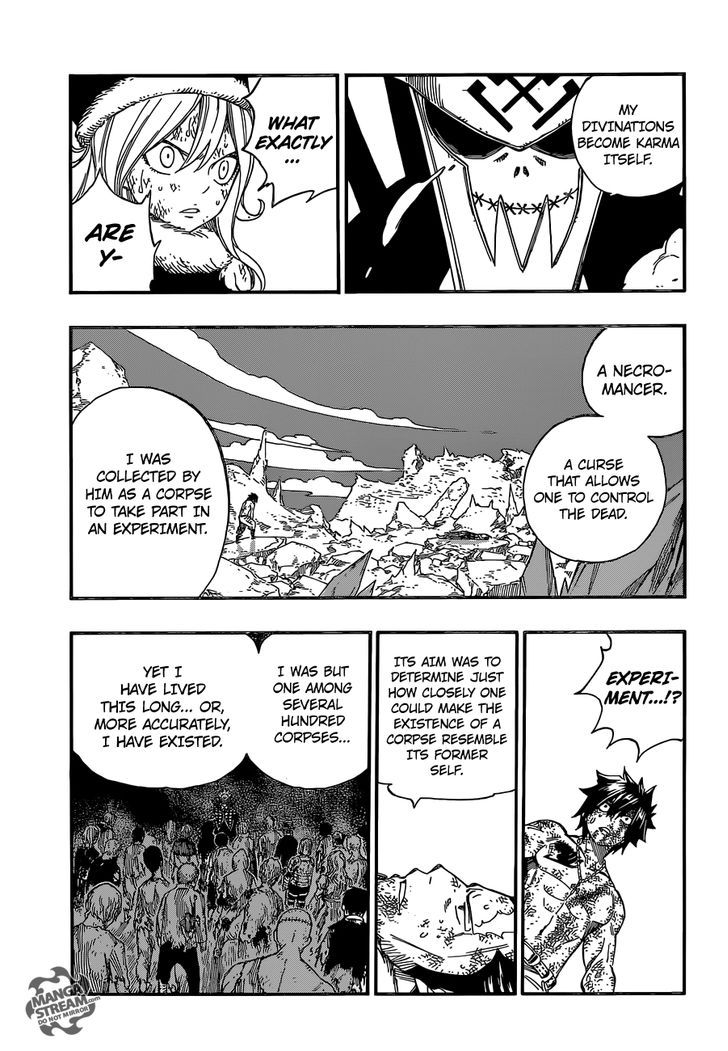 MY
DIVINATIONS
BECOME KARMA
ITSELF.
WHAT
EXACTLY
...
ARE
Y-
A NECRO-
MANCER.
A CURSE
THAT ALLOWS
ONE TO CONTROL
THE DEAD.
I WAS
COLLECTED BY
HIM AS A CORPSE
TO TAKE PART IN
AN EXPERIMENT.
EXPERI-
MENT...!?
ITS AIM WAS TO
DETERMINE JUST
HOW CLOSELY ONE
COULD MAKE THE
EXISTENCE OF A
CORPSE RESEMBLE
ITS FORMER
SELF.
I WAS BUT
ONE AMONG
SEVERAL
HUNDRED
CORPSES...
YET I
HAVE LIVED
THIS LONG... OR,
MORE ACCURATELY,
I HAVE EXISTED.
MANGA
STREAM.com
DO NOT MIRROR